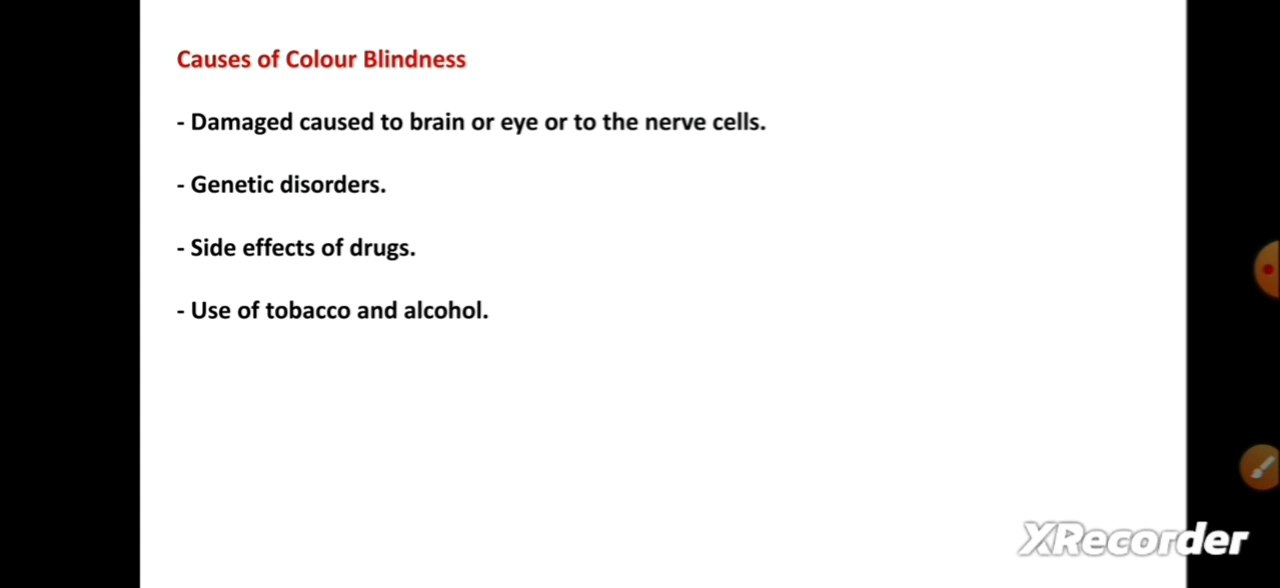 Causes of Colour Blindness
- Damaged caused to brain or eye or to the nerve cells.
- Genetic disorders.
- Side effects of drugs.
- Use of tobacco and alcohol.
XRecorder